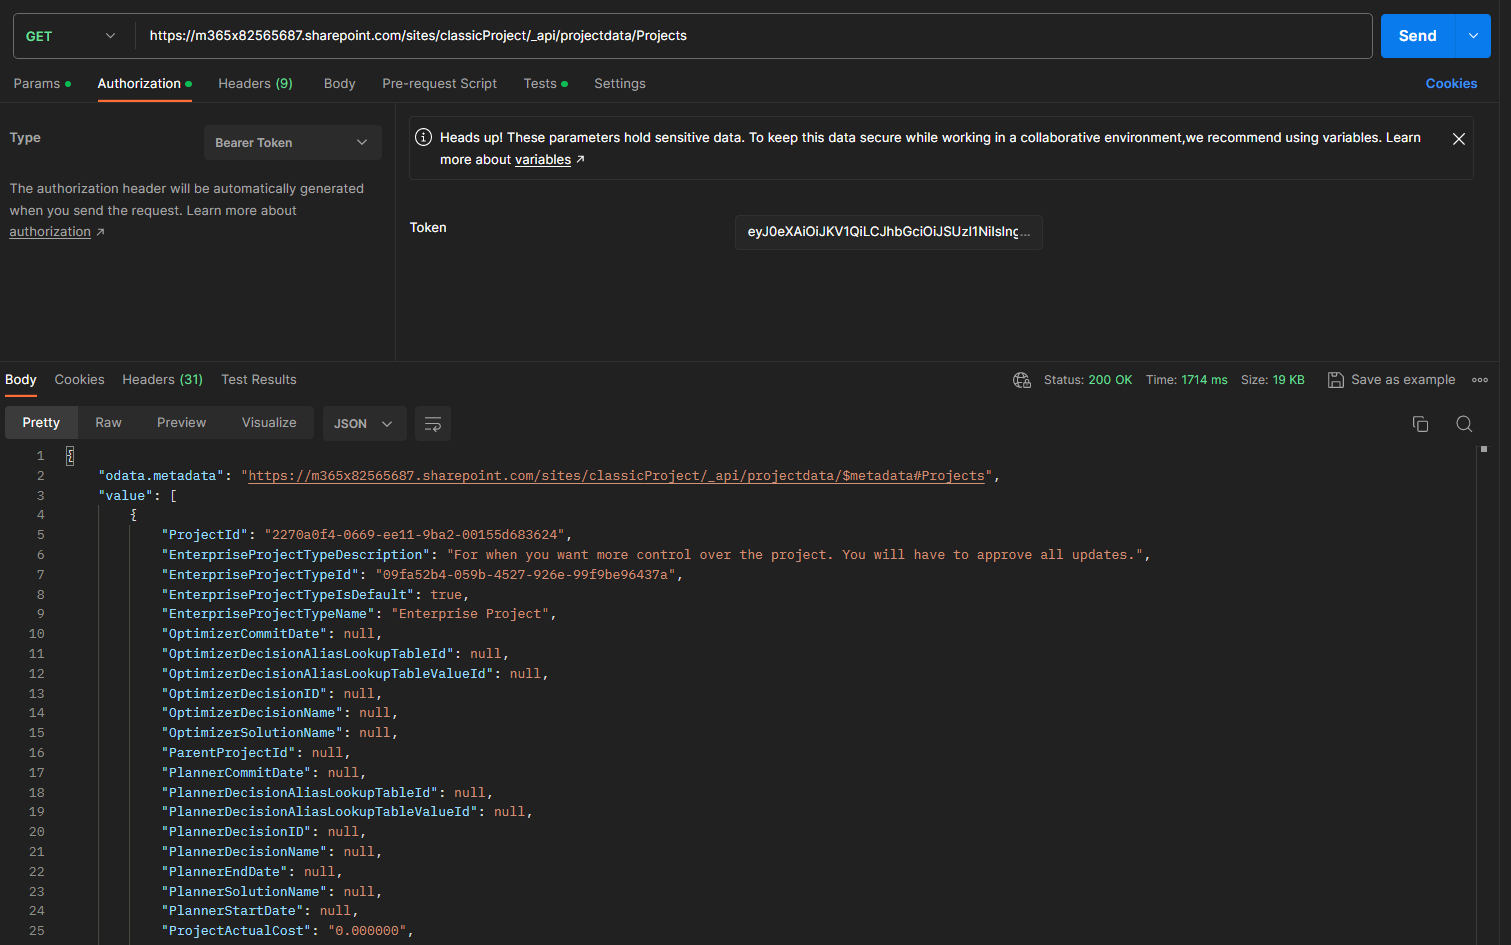 GET https://m365x82565687.sharepoint.com/sites/classicProject/_api/projectdata/Projects Send
Params Authorization Headers (9) Body Pre-request Script Tests Settings Cookies
Type Bearer Token
The authorization header will be automatically generated
when you send the request. Learn more about
authorization ↗
Heads up! These parameters hold sensitive data. To keep this data secure while working in a collaborative environment,we recommend using variables. Learn
more about variables ↗
Token eyJ0eXAiOiJKV1QiLCJhbGciOiJSUzI1NiIsIng...
Body Cookies Headers (31) Test Results Status: 200 OK Time: 1714 ms Size: 19 KB Save as example
Pretty Raw Preview Visualize JSON
1 {
2 "odata.metadata": "https://m365x82565687.sharepoint.com/sites/classicProject/_api/projectdata/$metadata#Projects",
3 "value": [
4 {
5 "ProjectId": "2270a0f4-0669-ee11-9ba2-00155d683624",
6 "EnterpriseProjectTypeDescription": "For when you want more control over the project. You will have to approve all updates.",
7 "EnterpriseProjectTypeId": "09fa52b4-059b-4527-926e-99f9be96437a",
8 "EnterpriseProjectTypeIsDefault": true,
9 "EnterpriseProjectTypeName": "Enterprise Project",
10 "OptimizerCommitDate": null,
11 "OptimizerDecisionAliasLookupTableId": null,
12 "OptimizerDecisionAliasLookupTableValueId": null,
13 "OptimizerDecisionID": null,
14 "OptimizerDecisionName": null,
15 "OptimizerSolutionName": null,
16 "ParentProjectId": null,
17 "PlannerCommitDate": null,
18 "PlannerDecisionAliasLookupTableId": null,
19 "PlannerDecisionAliasLookupTableValueId": null,
20 "PlannerDecisionID": null,
21 "PlannerDecisionName": null,
22 "PlannerEndDate": null,
23 "PlannerSolutionName": null,
24 "PlannerStartDate": null,
25 "ProjectActualCost": "0.000000",